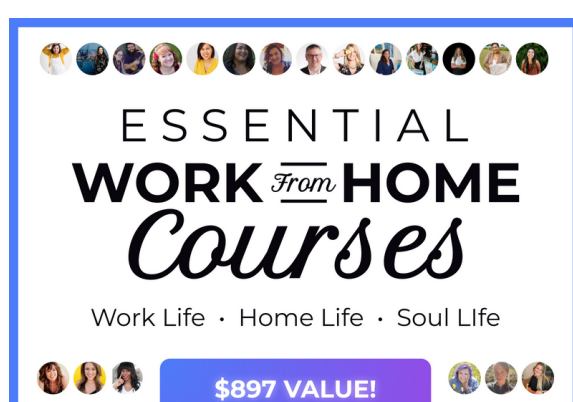 ESSENTIAL
WORK From HOME
Courses
Work Life · Home Life · Soul LIfe
$897 VALUE!